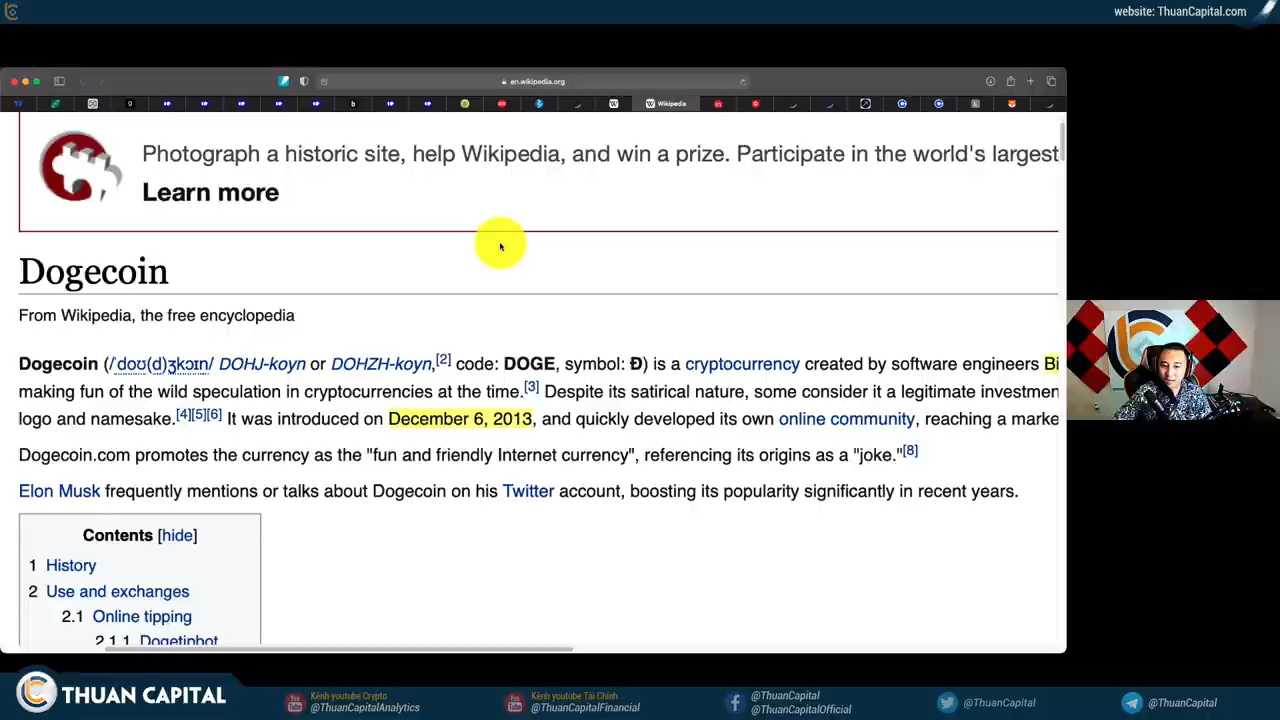 website: ThuanCapital.com
en.wikipedia.org
Wikipedia
Photograph a historic site, help Wikipedia, and win a prize. Participate in the world's largest
Learn more
Dogecoin
From Wikipedia, the free encyclopedia
Dogecoin (/ˈdoʊ(d)ʒkɔɪn/ DOHJ-koyn or DOHZH-koyn,[2] code: DOGE, symbol: Ð) is a cryptocurrency created by software engineers Bi
making fun of the wild speculation in cryptocurrencies at the time.[3] Despite its satirical nature, some consider it a legitimate investmen
logo and namesake.[4][5][6] It was introduced on December 6, 2013, and quickly developed its own online community, reaching a marke
Dogecoin.com promotes the currency as the "fun and friendly Internet currency", referencing its origins as a "joke."[8]
Elon Musk frequently mentions or talks about Dogecoin on his Twitter account, boosting its popularity significantly in recent years.
Contents [hide]
1 History
2 Use and exchanges
2.1 Online tipping
2.1.1 Dogetipbot
THUAN CAPITAL
Kênh youtube Crypto
@ThuanCapitalAnalytics
Kênh youtube Tài Chính
@ThuanCapitalFinancial
@ThuanCapital
@ThuanCapitalOfficial
@ThuanCapital
@ThuanCapital